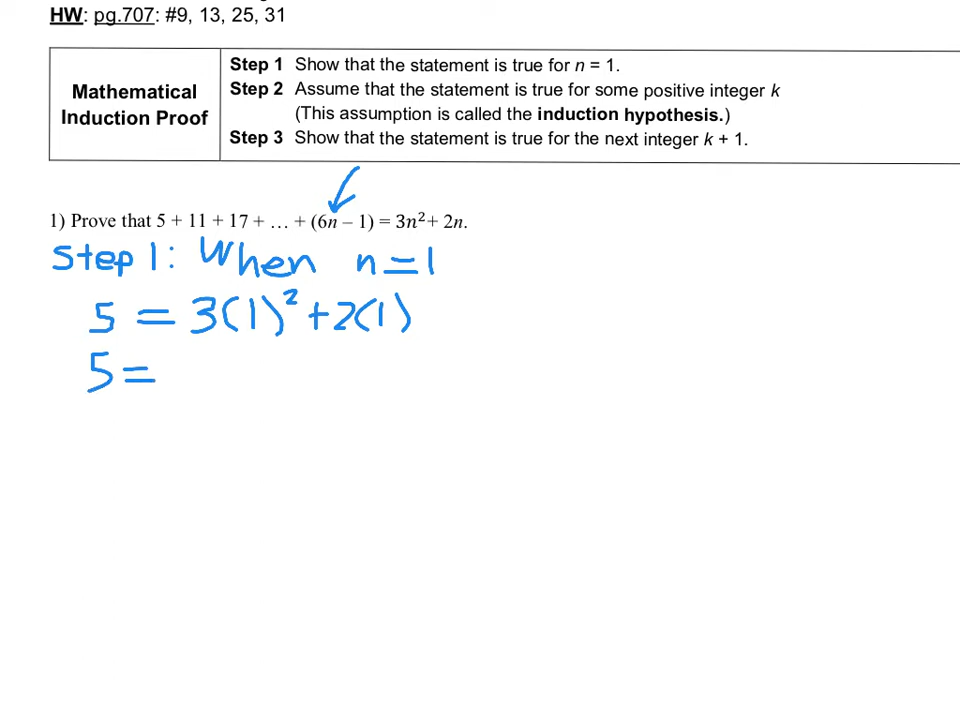 HW: pg.707: #9, 13, 25, 31
Mathematical
Induction Proof
Step 1 Show that the statement is true for n = 1.
Step 2 Assume that the statement is true for some positive integer k
(This assumption is called the induction hypothesis.)
Step 3 Show that the statement is true for the next integer k + 1.
1) Prove that 5 + 11 + 17 + … + (6n – 1) = 3n² + 2n.
Step 1: When n = 1
5 = 3(1)² + 2(1)
5 =